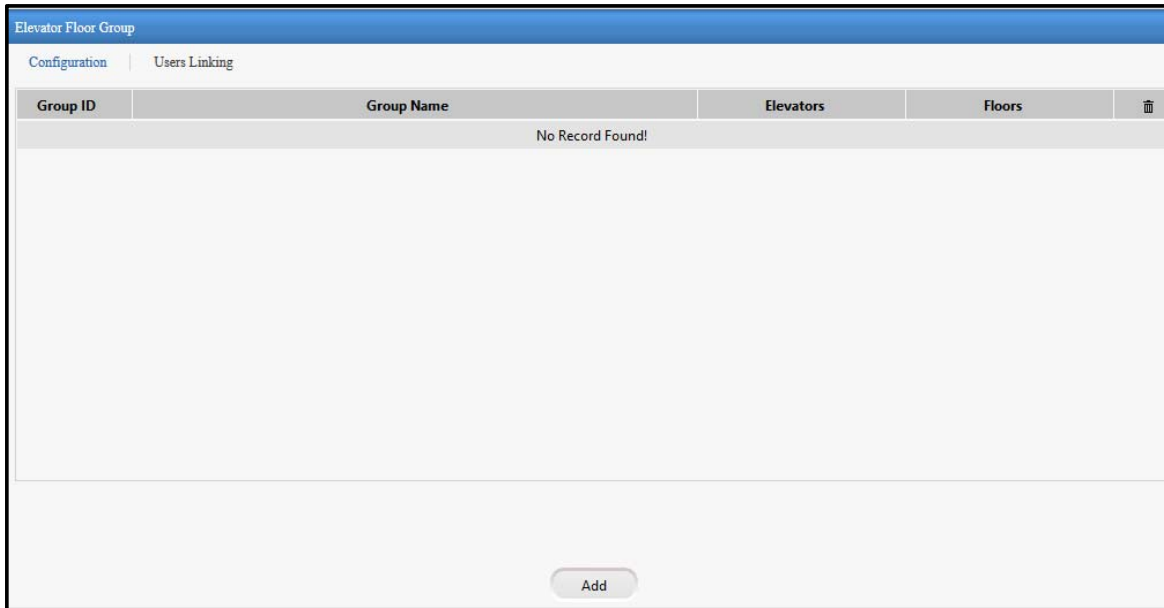 Elevator Floor Group
Configuration Users Linking
Group ID Group Name Elevators Floors
No Record Found!
Add